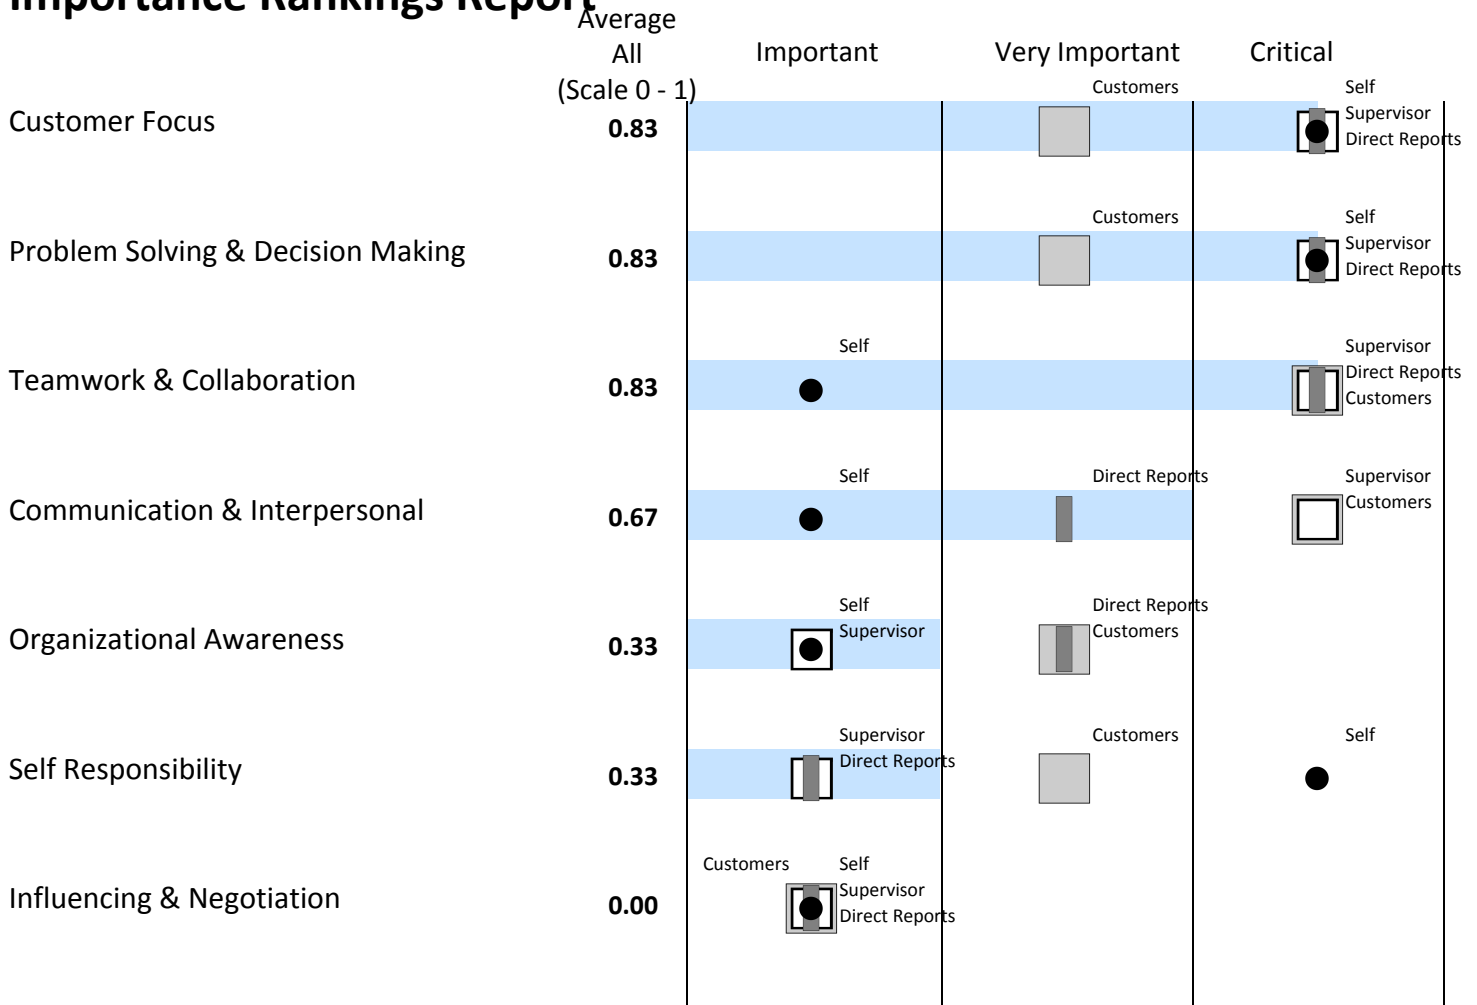 Importance Rankings Report
Average
All
(Scale 0 - 1)
Important
Very Important
Critical
Customer Focus
0.83
Customers
Self
Supervisor
Direct Reports
Problem Solving & Decision Making
0.83
Customers
Self
Supervisor
Direct Reports
Teamwork & Collaboration
0.83
Self
Supervisor
Direct Reports
Customers
Communication & Interpersonal
0.67
Self
Direct Reports
Supervisor
Customers
Organizational Awareness
0.33
Self
Supervisor
Direct Reports
Customers
Self Responsibility
0.33
Supervisor
Direct Reports
Customers
Self
Influencing & Negotiation
0.00
Customers
Self
Supervisor
Direct Reports